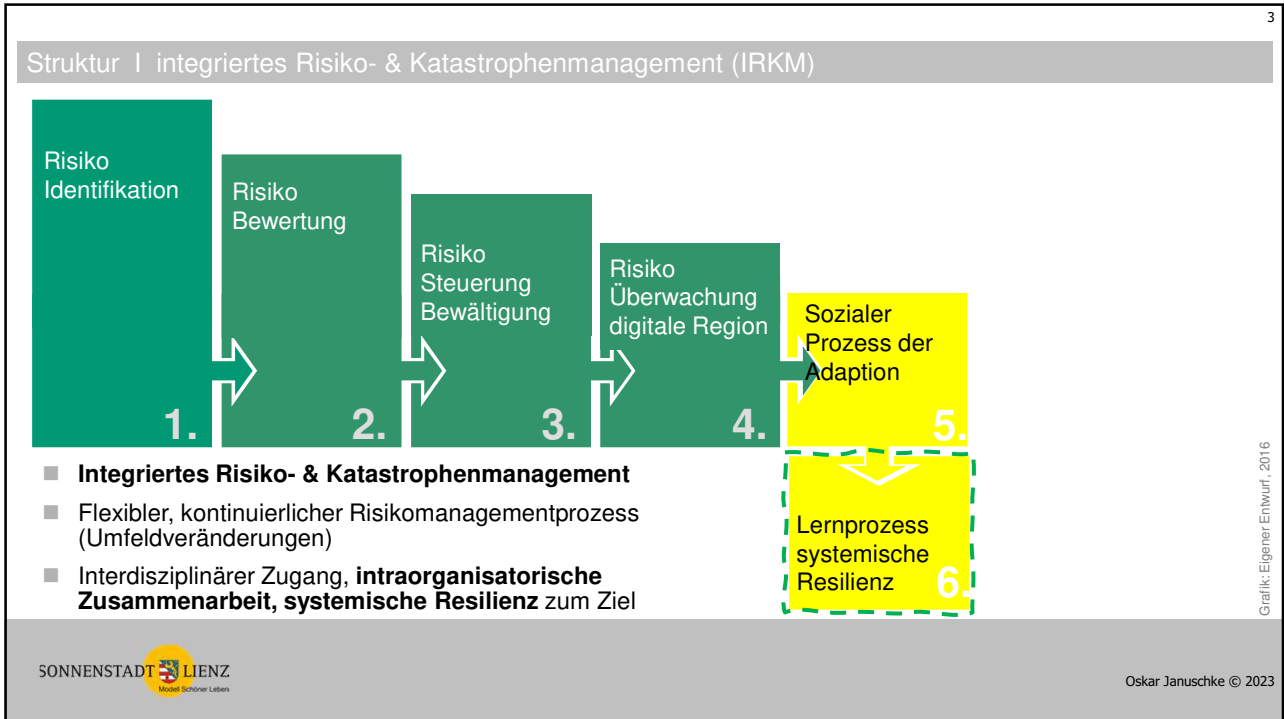 3
Struktur I integriertes Risiko- & Katastrophenmanagement (IRKM)
Risiko
Identifikation
1.
Risiko
Bewertung
2.
Risiko
Steuerung
Bewältigung
3.
Risiko
Überwachung
digitale Region
4.
Sozialer
Prozess der
Adaption
5.
Lernprozess
systemische
Resilienz
6.
Integriertes Risiko- & Katastrophenmanagement
Flexibler, kontinuierlicher Risikomanagementprozess
(Umfeldveränderungen)
Interdisziplinärer Zugang, intraorganisatorische
Zusammenarbeit, systemische Resilienz zum Ziel
Grafik: Eigener Entwurf, 2016
SONNENSTADT LIENZ
Modell Schöner Leben
Oskar Januschke © 2023